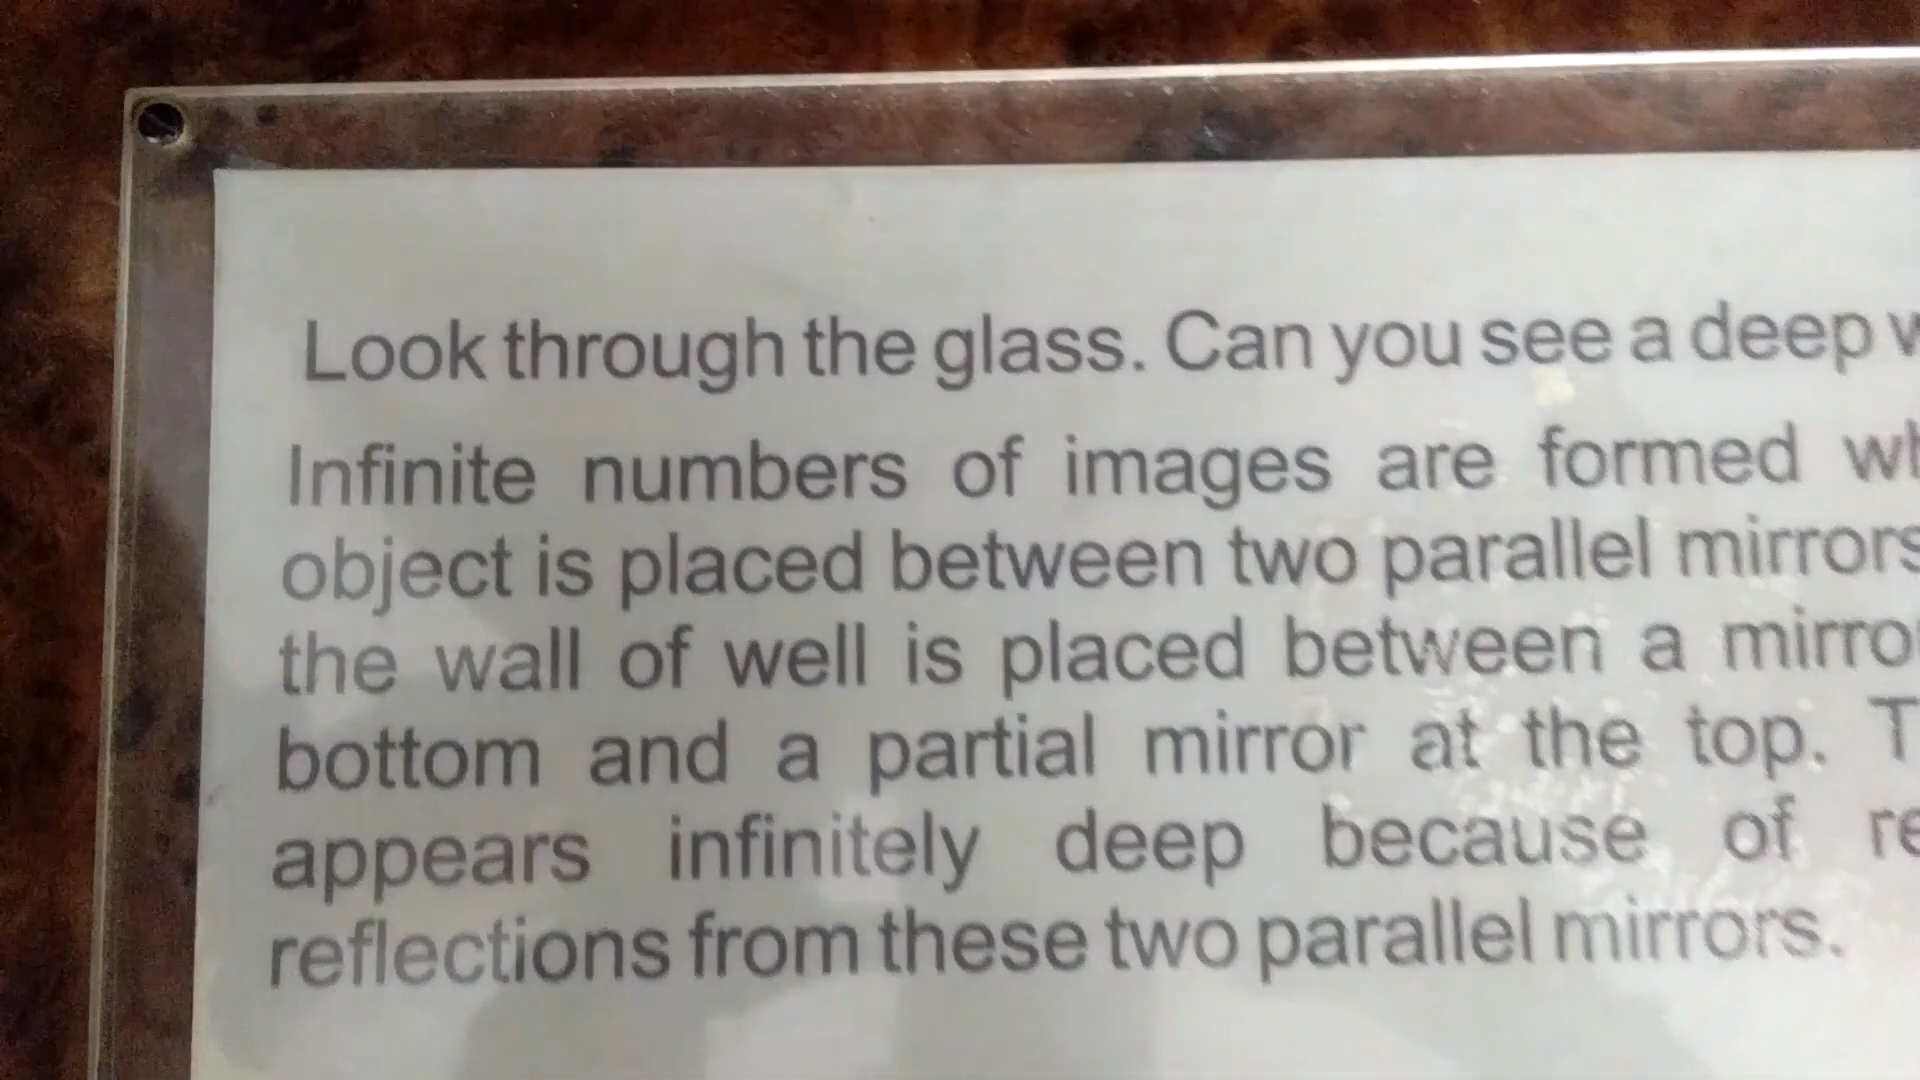 Look through the glass. Can you see a deep
Infinite numbers of images are formed
object is placed between two parallel mirrors
the wall of well is placed between a
bottom and a partial mirror at the top.
appears infinitely deep because of
reflections from these two parallel mirrors.